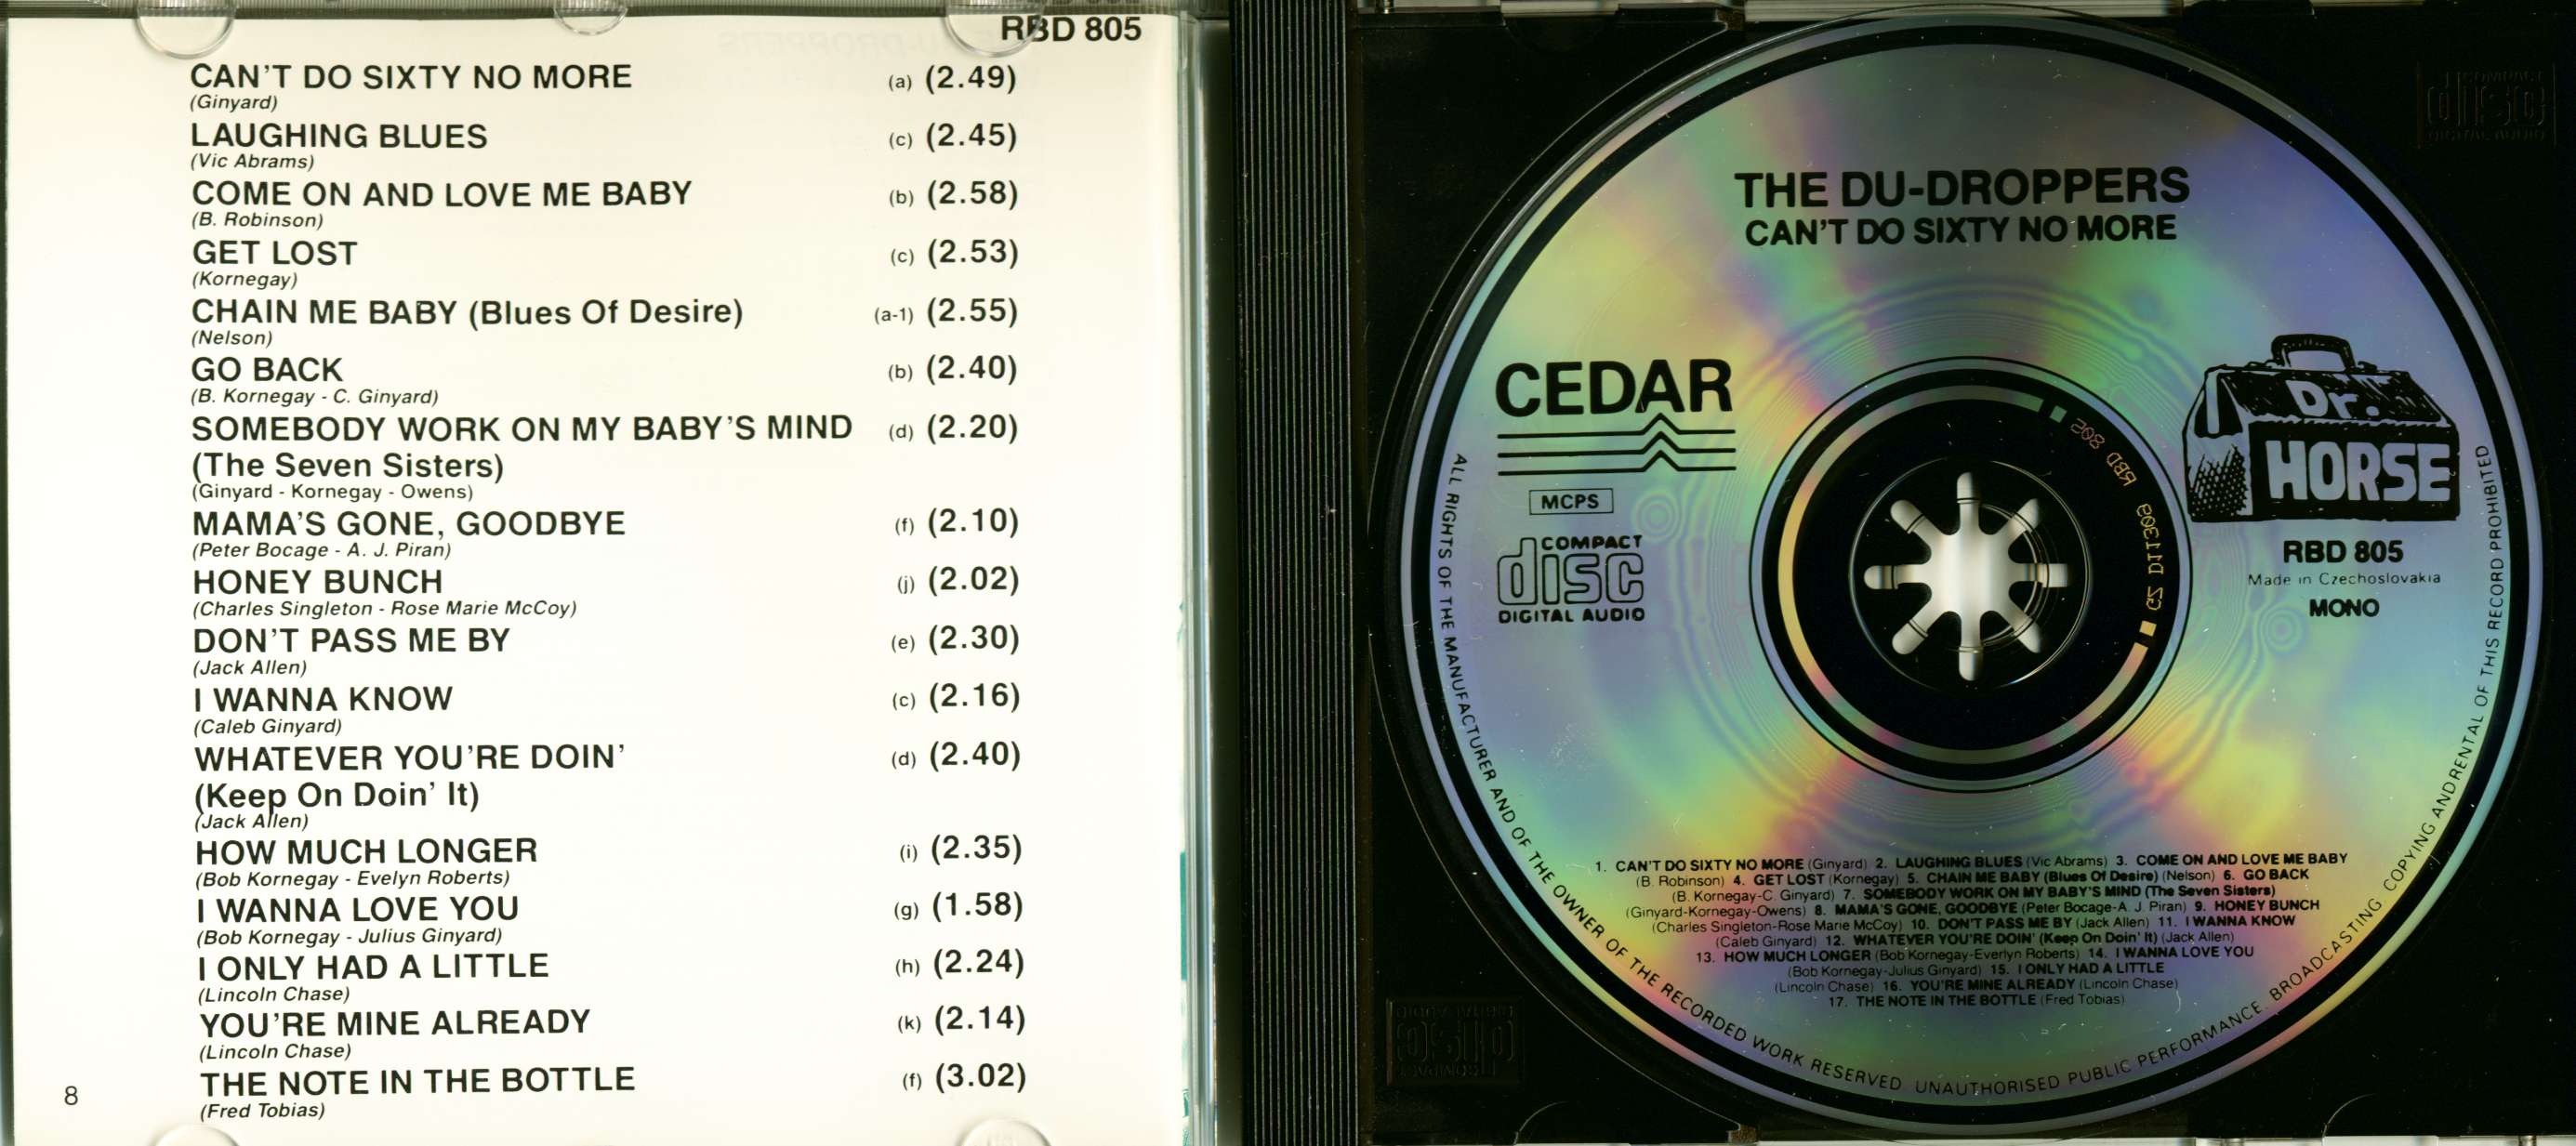 RBD 805
CAN'T DO SIXTY NO MORE (a) (2.49)
(Ginyard)
LAUGHING BLUES (c) (2.45)
(Vic Abrams)
COME ON AND LOVE ME BABY (b) (2.58)
(B. Robinson)
GET LOST (c) (2.53)
(Kornegay)
CHAIN ME BABY (Blues Of Desire) (a-1) (2.55)
(Nelson)
GO BACK (b) (2.40)
(B. Kornegay - C. Ginyard)
SOMEBODY WORK ON MY BABY'S MIND (d) (2.20)
(The Seven Sisters)
(Ginyard - Kornegay - Owens)
MAMA'S GONE, GOODBYE (f) (2.10)
(Peter Bocage - A. J. Piran)
HONEY BUNCH (j) (2.02)
(Charles Singleton - Rose Marie McCoy)
DON'T PASS ME BY (e) (2.30)
(Jack Allen)
I WANNA KNOW (c) (2.16)
(Caleb Ginyard)
WHATEVER YOU'RE DOIN' (d) (2.40)
(Keep On Doin' It)
(Jack Allen)
HOW MUCH LONGER (i) (2.35)
(Bob Kornegay - Evelyn Roberts)
I WANNA LOVE YOU (g) (1.58)
(Bob Kornegay - Julius Ginyard)
I ONLY HAD A LITTLE (h) (2.24)
(Lincoln Chase)
YOU'RE MINE ALREADY (k) (2.14)
(Lincoln Chase)
THE NOTE IN THE BOTTLE (f) (3.02)
(Fred Tobias)
8
THE DU-DROPPERS
CAN'T DO SIXTY NO MORE
CEDAR
MCPS
COMPACT
disc
DIGITAL AUDIO
Dr.
HORSE
RBD 805
Made in Czechoslovakia
MONO
RBD 805
CZ D11309
1. CAN'T DO SIXTY NO MORE (Ginyard) 2. LAUGHING BLUES (Vic Abrams) 3. COME ON AND LOVE ME BABY
(B. Robinson) 4. GET LOST (Kornegay) 5. CHAIN ME BABY (Blues Of Desire) (Nelson) 6. GO BACK
(B. Kornegay-C. Ginyard) 7. SOMEBODY WORK ON MY BABY'S MIND (The Seven Sisters)
(Ginyard-Kornegay-Owens) 8. MAMA'S GONE, GOODBYE (Peter Bocage-A. J. Piran) 9. HONEY BUNCH
(Charles Singleton-Rose Marie McCoy) 10. DON'T PASS ME BY (Jack Allen) 11. I WANNA KNOW
(Caleb Ginyard) 12. WHATEVER YOU'RE DOIN' (Keep On Doin' It) (Jack Allen)
13. HOW MUCH LONGER (Bob Kornegay-Everlyn Roberts) 14. I WANNA LOVE YOU
(Bob Kornegay-Julius Ginyard) 15. I ONLY HAD A LITTLE
(Lincoln Chase) 16. YOU'RE MINE ALREADY (Lincoln Chase)
17. THE NOTE IN THE BOTTLE (Fred Tobias)
ALL RIGHTS OF THE MANUFACTURER AND OF THE OWNER OF THE RECORDED WORK RESERVED. UNAUTHORISED PUBLIC PERFORMANCE. BROADCASTING. COPYING AND RENTAL OF THIS RECORD PROHIBITED
COMPACT
disc
DIGITAL AUDIO
COMPACT
disc
DIGITAL AUDIO